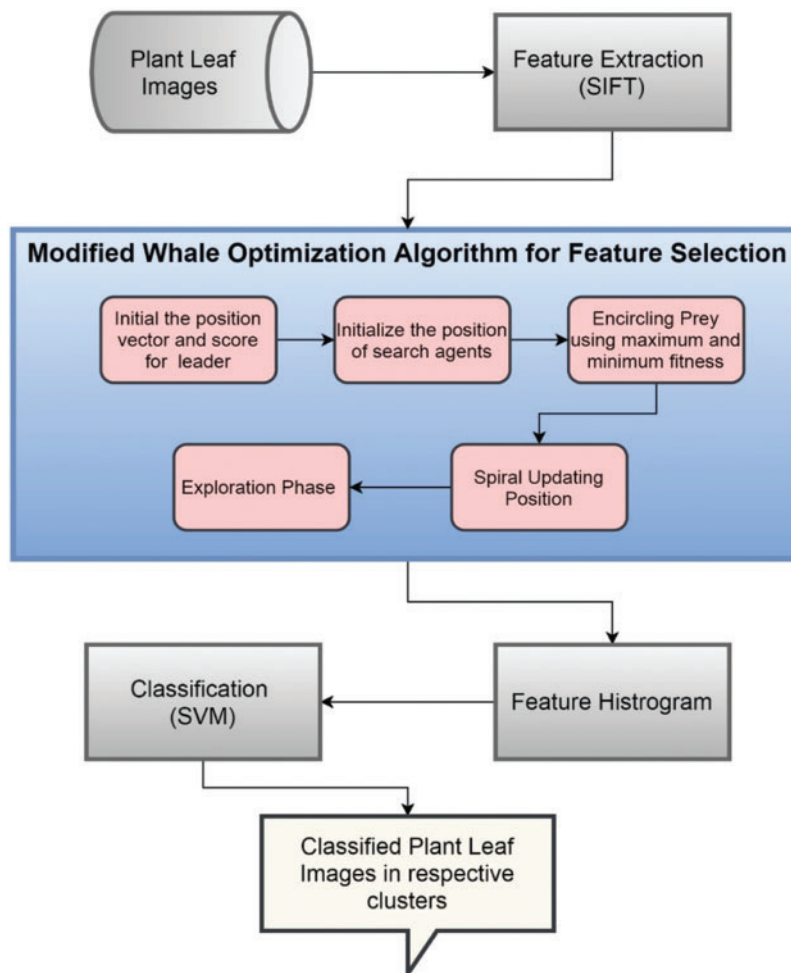 Plant Leaf
Images
Feature Extraction
(SIFT)
Modified Whale Optimization Algorithm for Feature Selection
Initial the position
vector and score
for leader
Initialize the position
of search agents
Encircling Prey
using maximum and
minimum fitness
Exploration Phase
Spiral Updating
Position
Classification
(SVM)
Feature Histrogram
Classified Plant Leaf
Images in respective
clusters